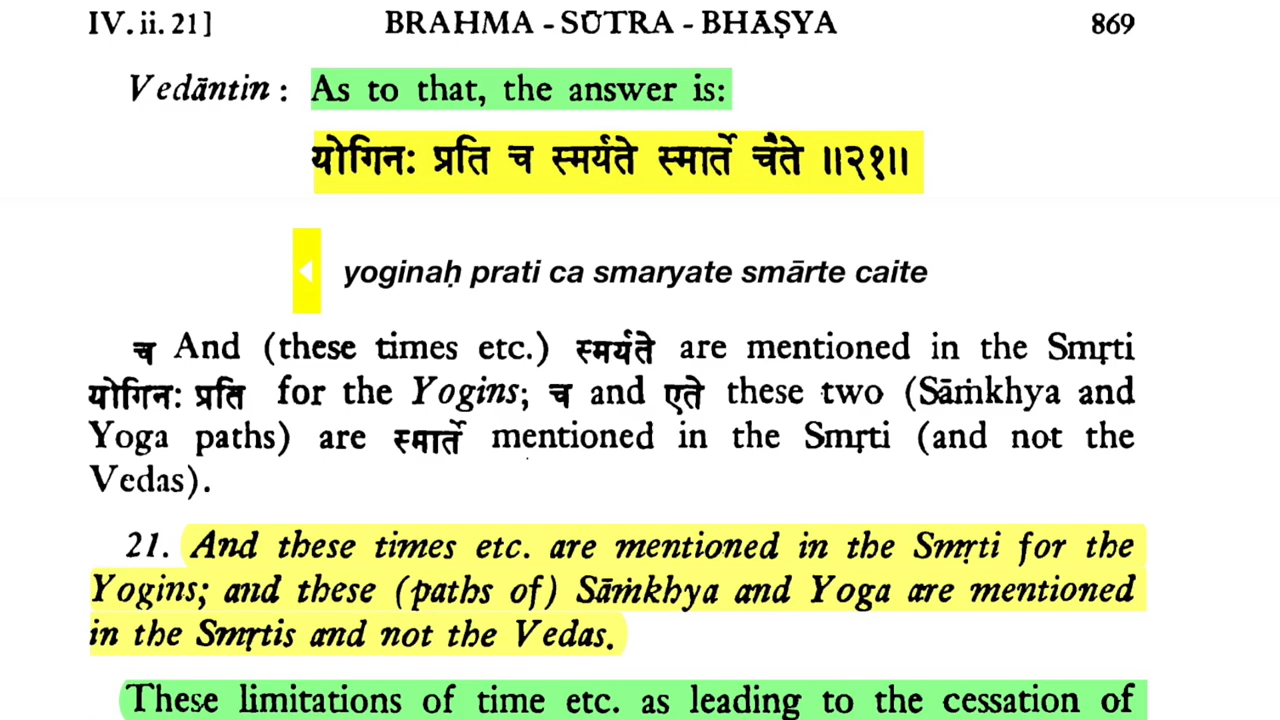 IV. ii. 21]
BRAHMA - SŪTRA - BHĀṢYA
869
Vedāntin : As to that, the answer is:
योगिनः प्रति च स्मर्यते स्मार्ते चैते ॥२१॥
yoginaḥ prati ca smaryate smārte caite
च And (these times etc.) स्मर्यते are mentioned in the Smṛti
योगिनः प्रति for the Yogins; च and एते these two (Sāṁkhya and
Yoga paths) are स्मार्ते mentioned in the Smṛti (and not the
Vedas).
21. And these times etc. are mentioned in the Smṛti for the
Yogins; and these (paths of) Sāṁkhya and Yoga are mentioned
in the Smṛtis and not the Vedas.
These limitations of time etc. as leading to the cessation of